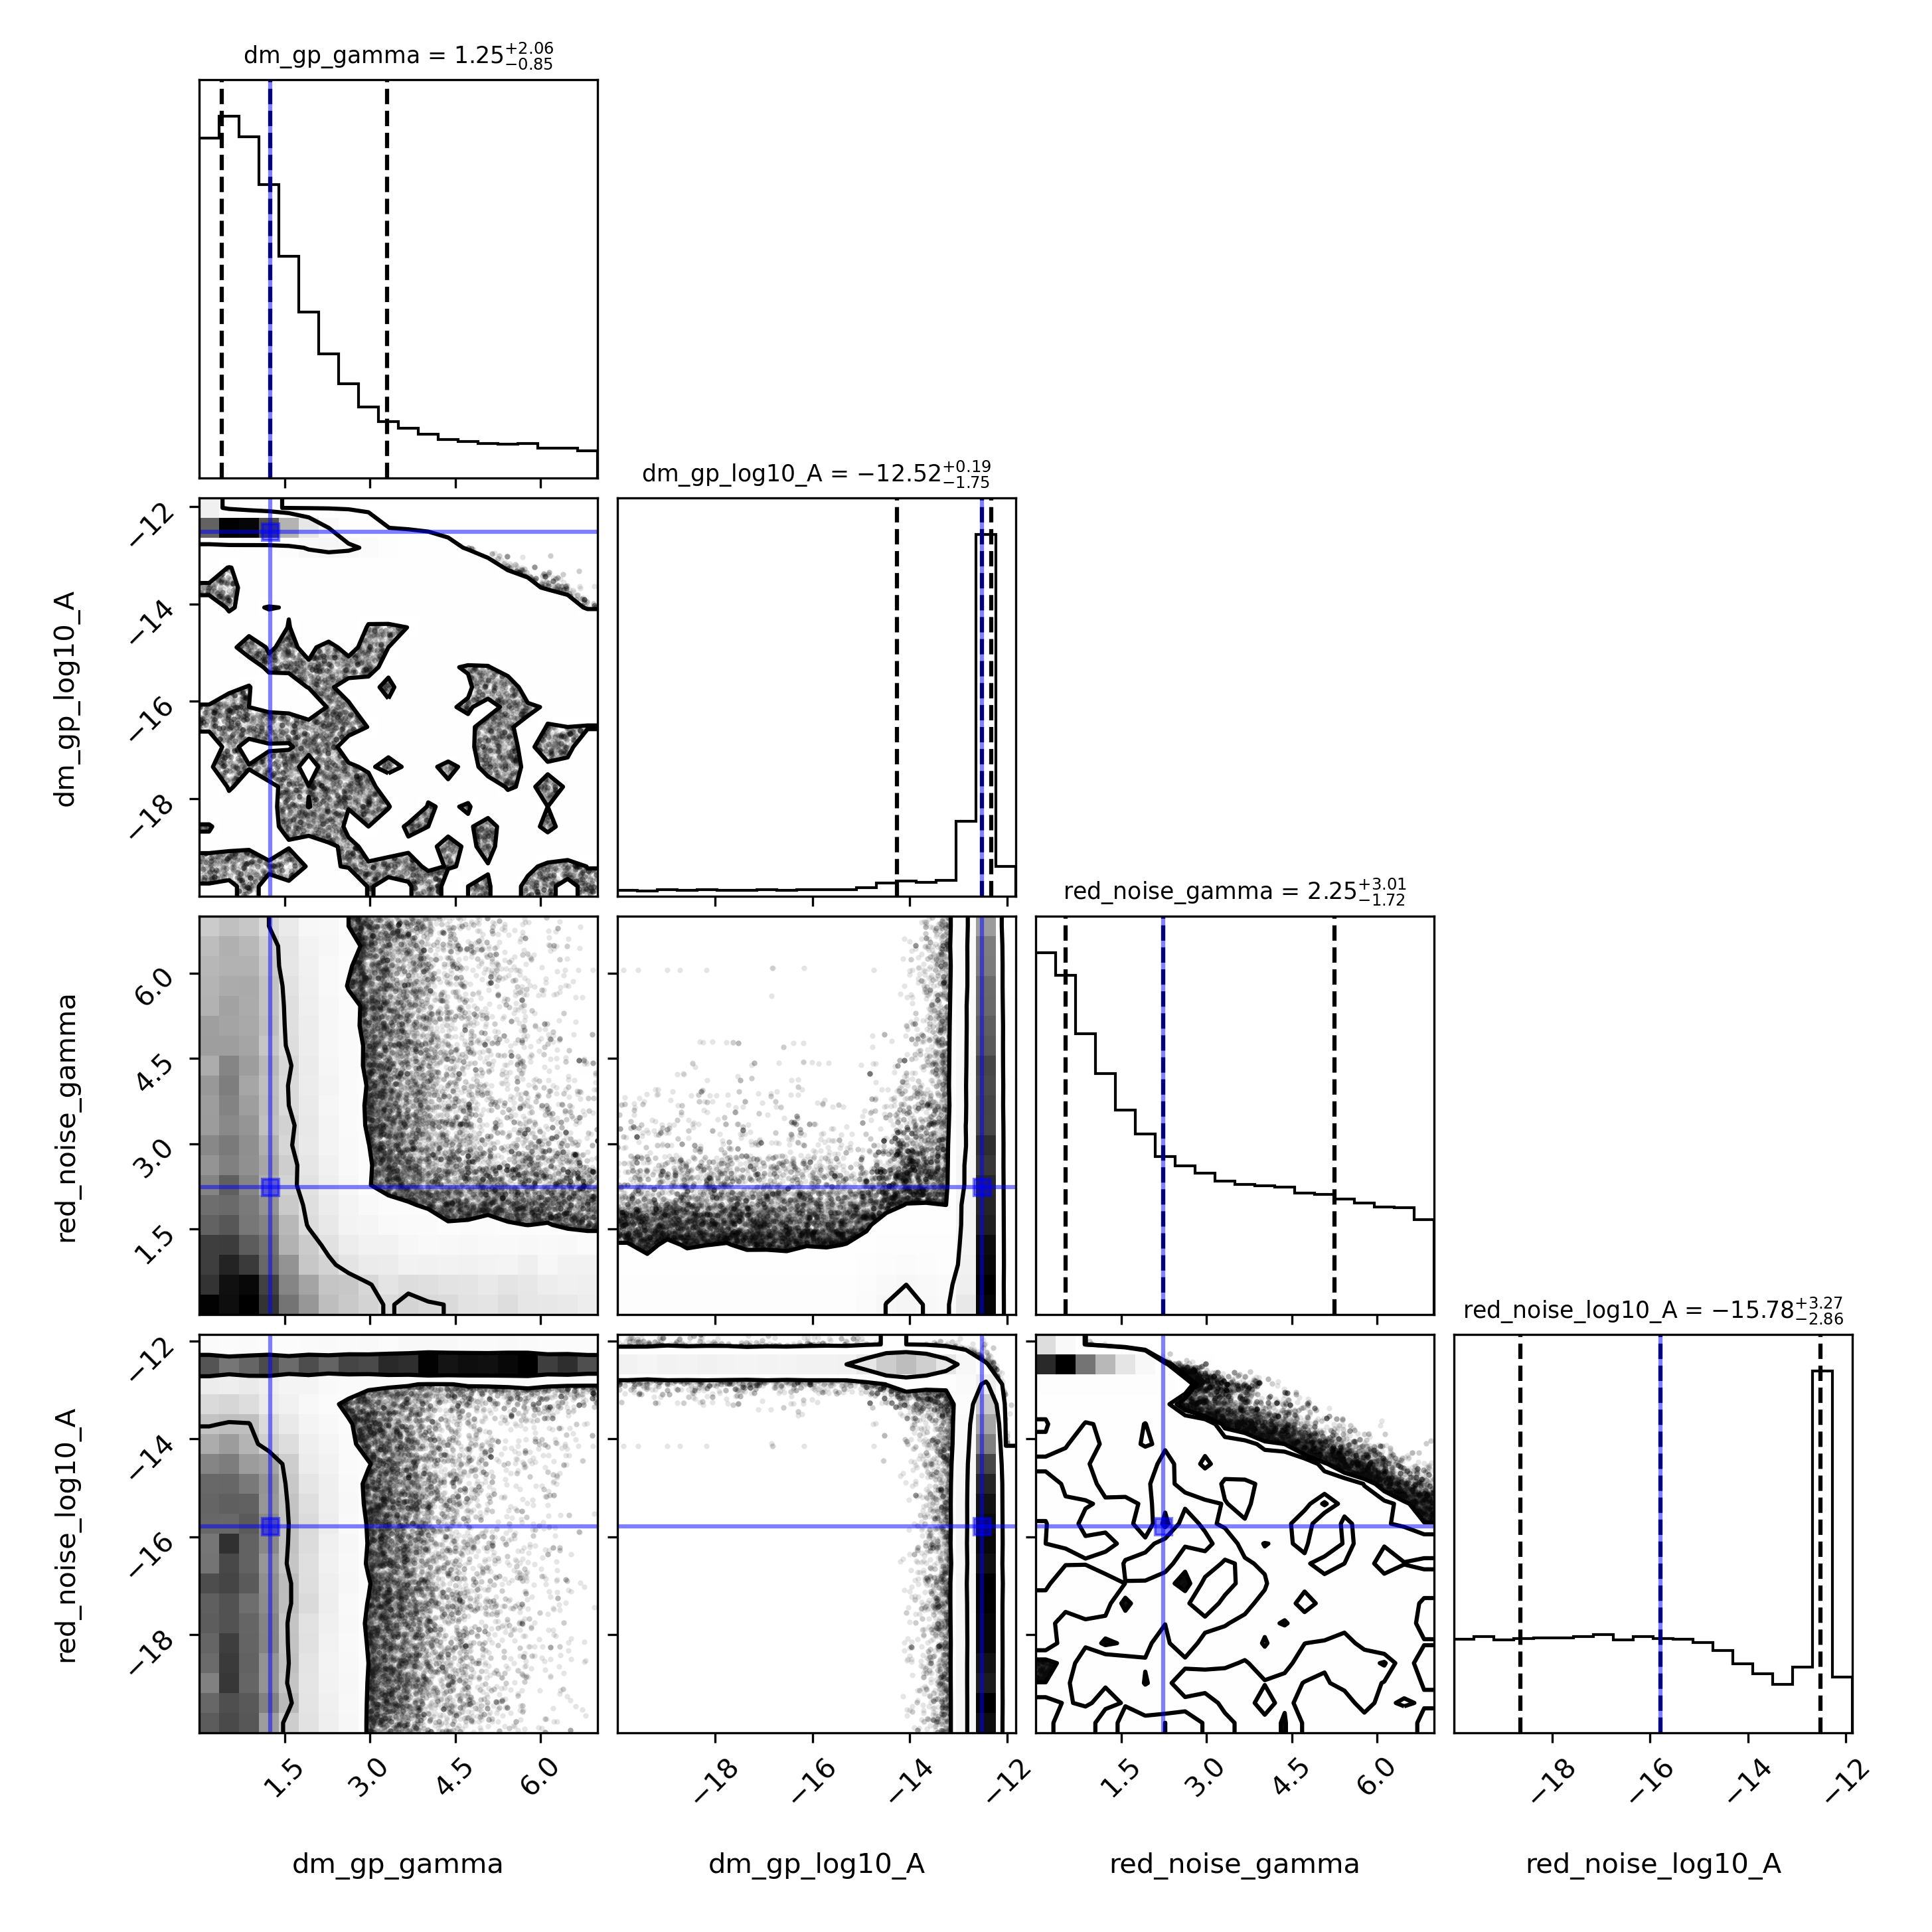 dm_gp_gamma = 1.25+2.06−0.85
dm_gp_log10_A = −12.52+0.19−1.75
−12
−14
−16
−18
dm_gp_log10_A
red_noise_gamma = 2.25+3.01−1.72
6.0
4.5
3.0
1.5
red_noise_gamma
red_noise_log10_A = −15.78+3.27−2.86
−12
−14
−16
−18
red_noise_log10_A
1.5 3.0 4.5 6.0
−18 −16 −14 −12
1.5 3.0 4.5 6.0
−18 −16 −14 −12
dm_gp_gamma
dm_gp_log10_A
red_noise_gamma
red_noise_log10_A